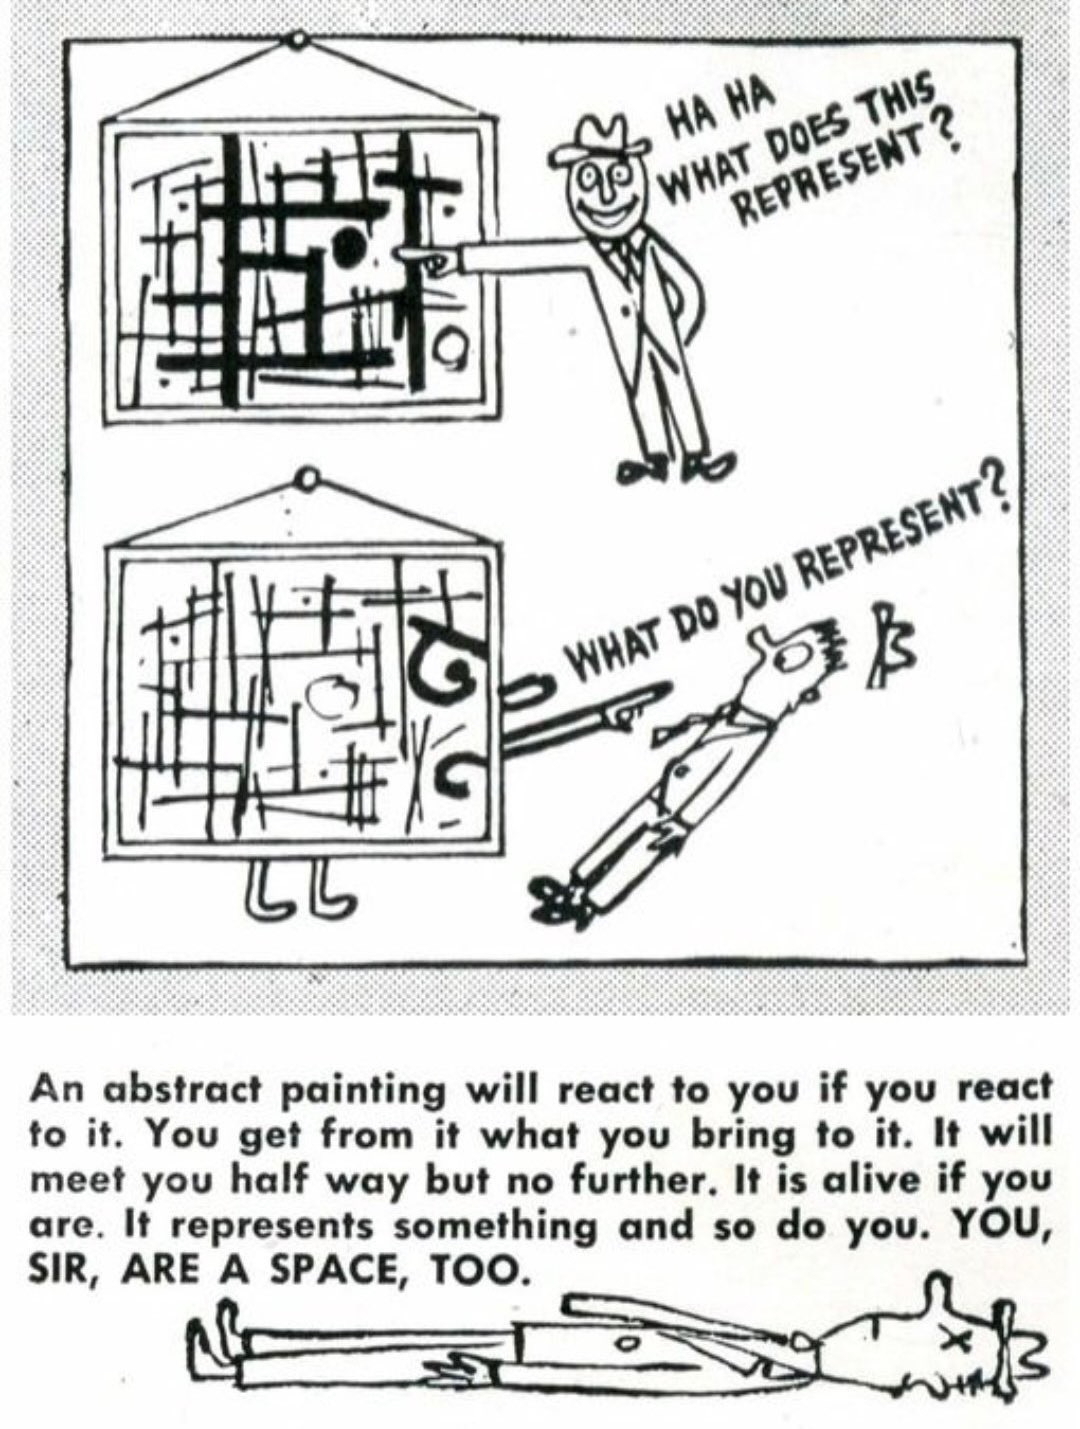 HA HA
WHAT DOES THIS
REPRESENT?
WHAT DO YOU REPRESENT?
An abstract painting will react to you if you react
to it. You get from it what you bring to it. It will
meet you half way but no further. It is alive if you
are. It represents something and so do you. YOU,
SIR, ARE A SPACE, TOO.